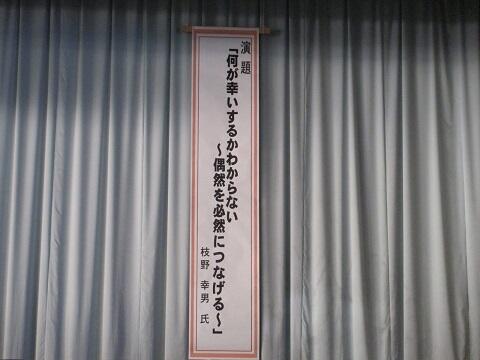 演題
「何が幸いするかわからない
～偶然を必然につなげる～」
枝野 幸男 氏